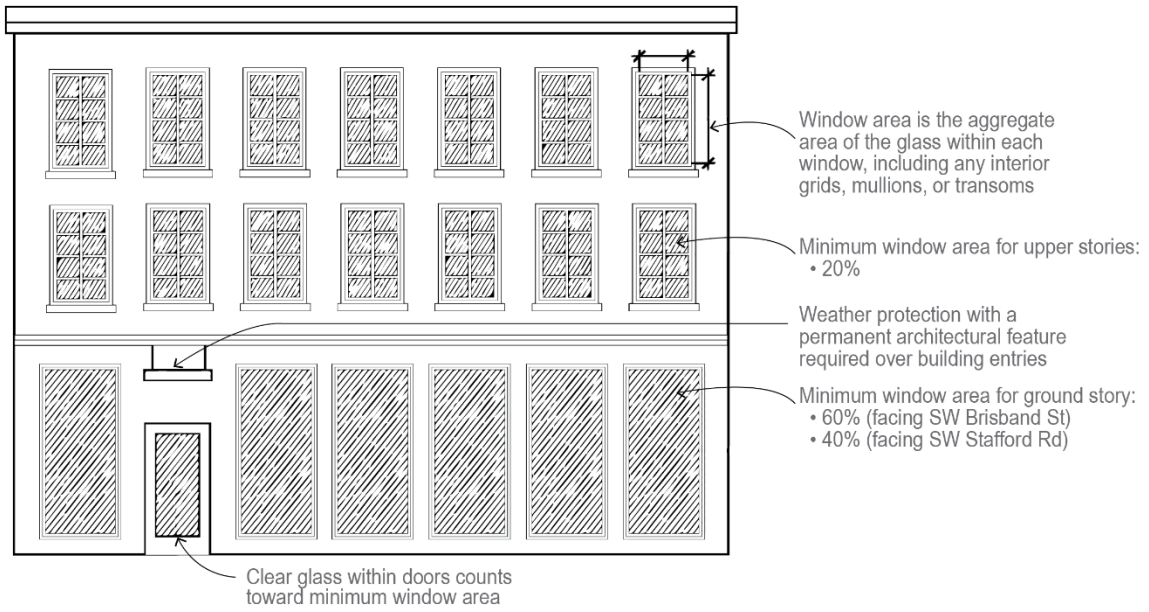 Window area is the aggregate
area of the glass within each
window, including any interior
grids, mullions, or transoms
Minimum window area for upper stories:
• 20%
Weather protection with a
permanent architectural feature
required over building entries
Minimum window area for ground story:
• 60% (facing SW Brisband St)
• 40% (facing SW Stafford Rd)
Clear glass within doors counts
toward minimum window area